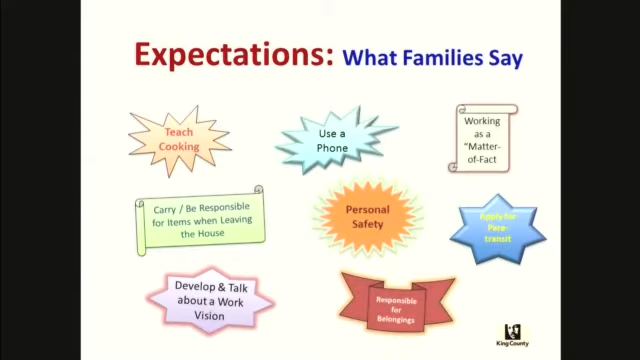 Expectations: What Families Say
Teach
Cooking
Use a
Phone
Working
as a
"Matter-
of-Fact
Carry / Be Responsible
for Items when Leaving
the House
Personal
Safety
Apply for
Para-
transit
Develop & Talk
about a Work
Vision
Responsible
for
Belongings
King County